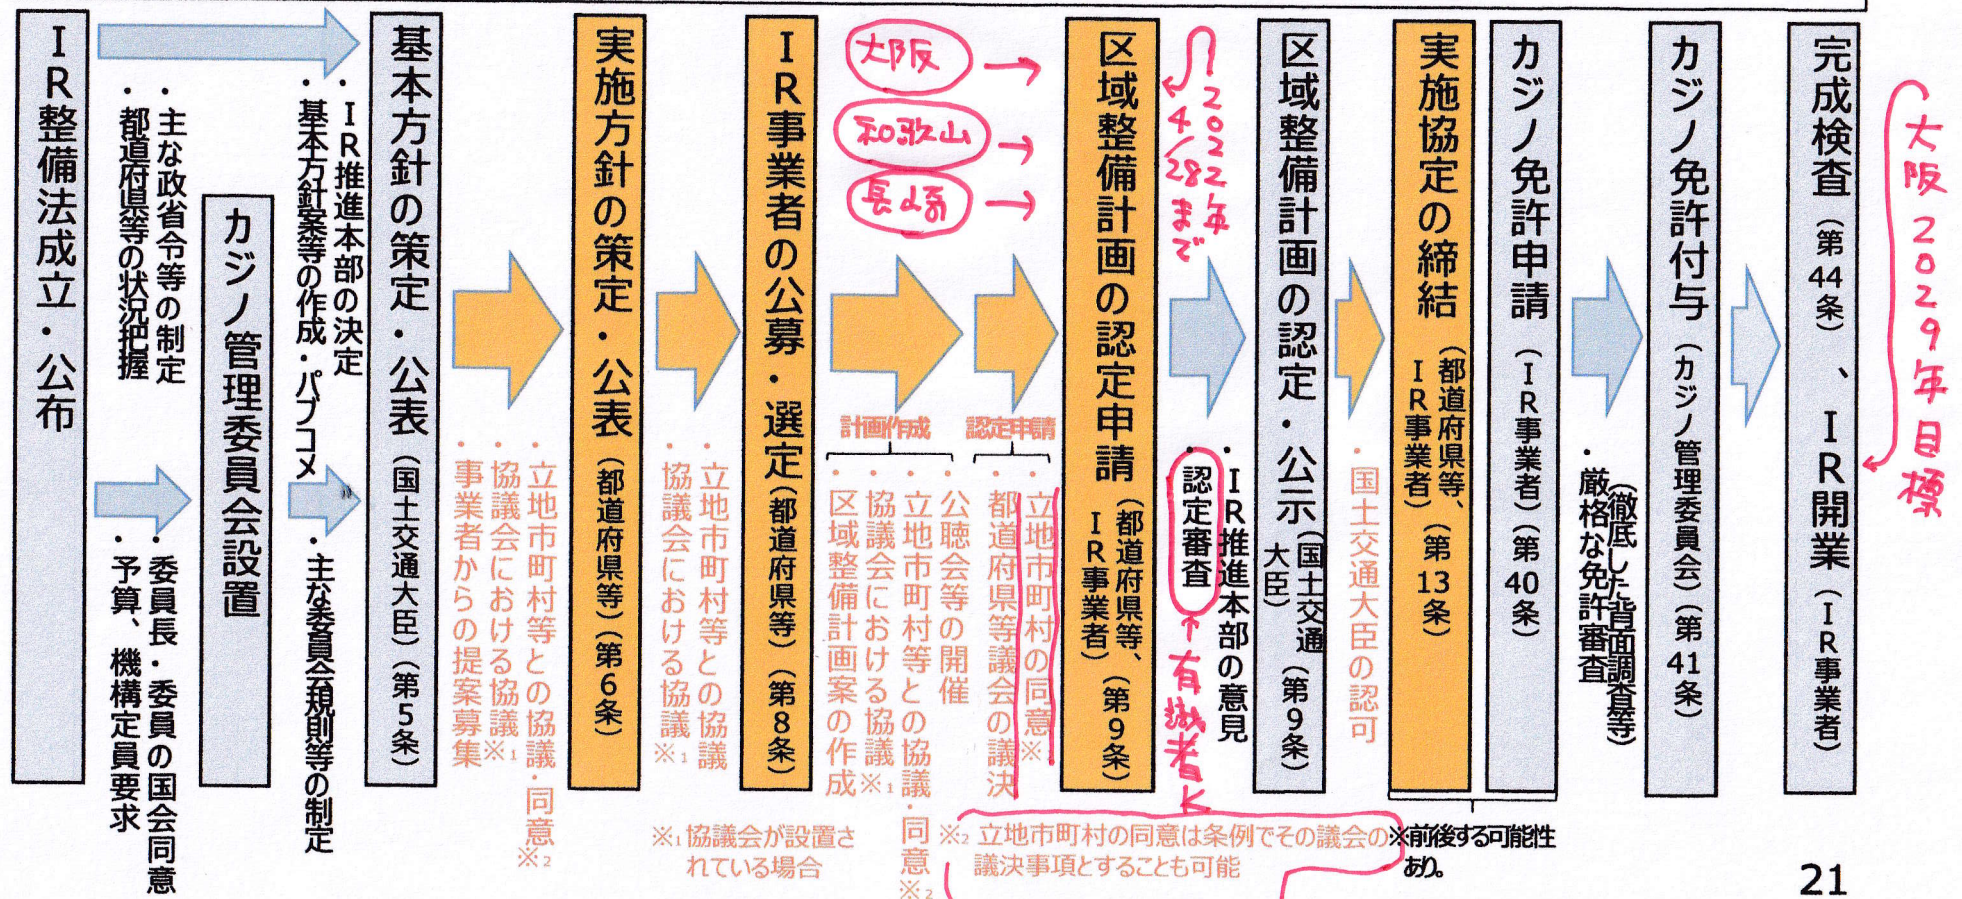 IR整備法成立・公布
・主な政省令等の制定
・都道府県等の状況把握
・委員長・委員の国会同意
・予算、機構定員要求
カジノ管理委員会設置
・IR推進本部の決定
・基本方針案等の作成・パブコメ
・主な委員会規則等の制定
基本方針の策定・公表（国土交通大臣）（第5条）
・立地市町村等との協議・同意※2
・協議会における協議※1
・事業者からの提案募集
実施方針の策定・公表（都道府県等）（第6条）
・立地市町村等との協議
・協議会における協議※1
IR事業者の公募・選定（都道府県等）（第8条）
大阪
和歌山
長崎
計画作成
・公聴会等の開催
・立地市町村等との協議・同意※2
・協議会における協議※1
・区域整備計画案の作成
認定申請
・立地市町村の同意※2
・都道府県等議会の議決
区域整備計画の認定申請（都道府県等、
IR事業者）（第9条）
2022年
4/28まで
・IR推進本部の意見
・認定審査
有識者
区域整備計画の認定・公示（国土交通
大臣）（第9条）
・国土交通大臣の認可
実施協定の締結（都道府県等、
IR事業者）（第13条）
カジノ免許申請（IR事業者）（第40条）
・厳格な免許審査
（徹底した背面調査等）
カジノ免許付与（カジノ管理委員会）（第41条）
完成検査（第44条）、IR開業（IR事業者）
大阪2029年目標
※1 協議会が設置さ
れている場合
※2 立地市町村の同意は条例でその議会の
議決事項とすることも可能
※前後する可能性
あり。
21